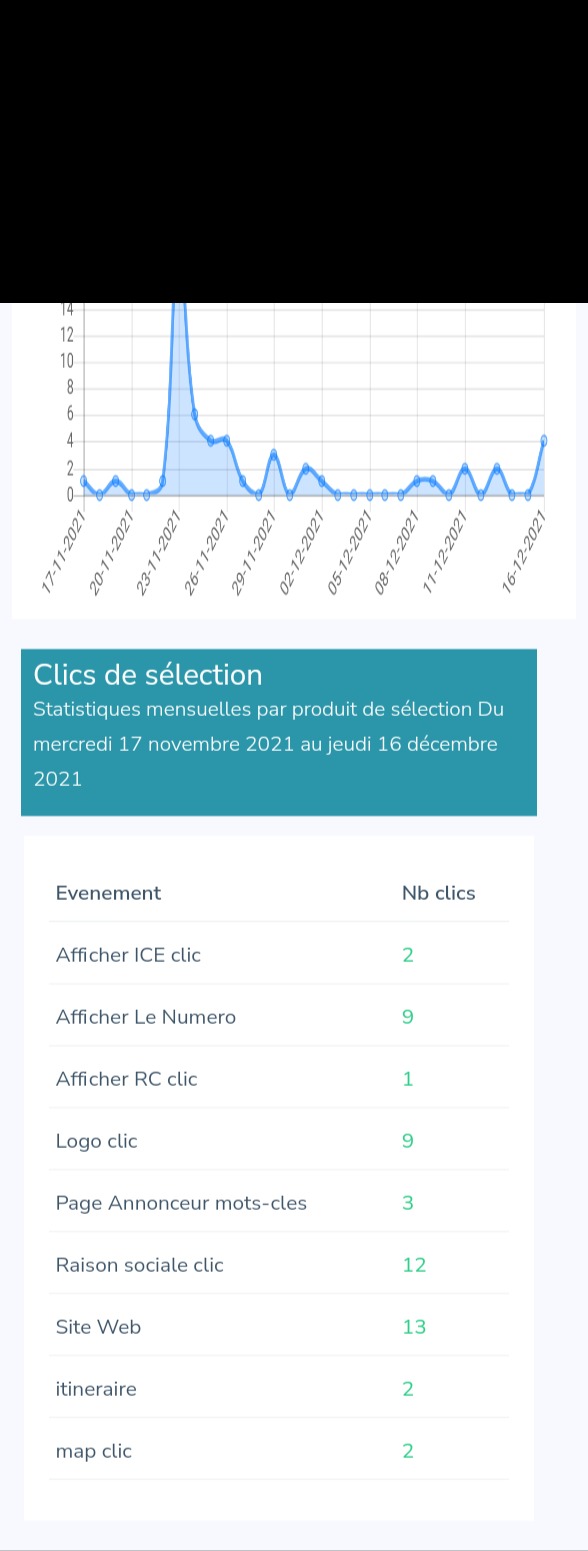 14
12
10
8
6
4
2
0
17-11-2021
20-11-2021
23-11-2021
26-11-2021
29-11-2021
02-12-2021
05-12-2021
08-12-2021
11-12-2021
16-12-2021
Clics de sélection
Statistiques mensuelles par produit de sélection Du
mercredi 17 novembre 2021 au jeudi 16 décembre
2021
Evenement Nb clics
Afficher ICE clic 2
Afficher Le Numero 9
Afficher RC clic 1
Logo clic 9
Page Annonceur mots-cles 3
Raison sociale clic 12
Site Web 13
itineraire 2
map clic 2